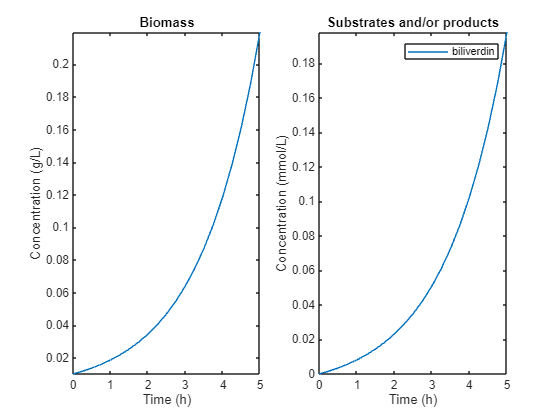 Biomass
Concentration (g/L)
0.2
0.18
0.16
0.14
0.12
0.1
0.08
0.06
0.04
0.02
0 1 2 3 4 5
Time (h)
Substrates and/or products
biliverdin
Concentration (mmol/L)
0.18
0.16
0.14
0.12
0.1
0.08
0.06
0.04
0.02
0
0 1 2 3 4 5
Time (h)